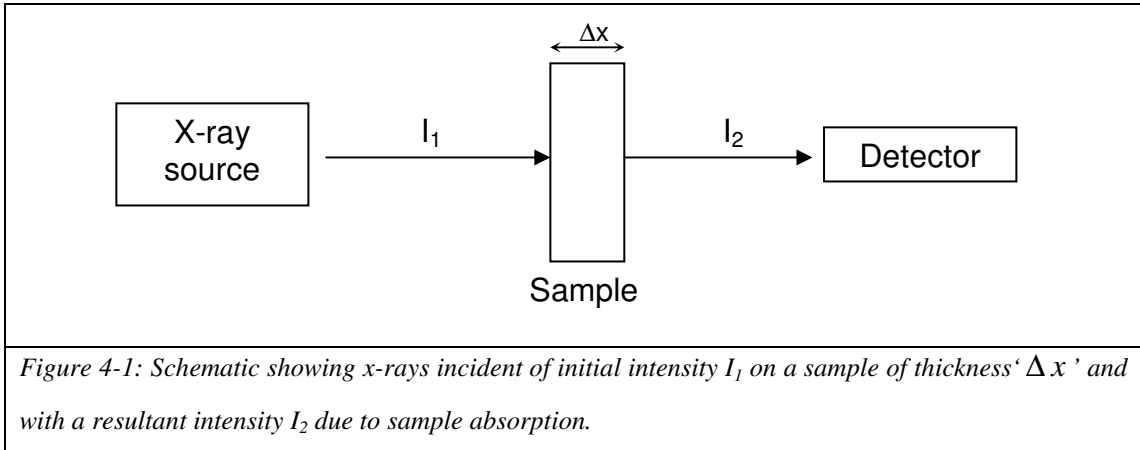 Δx
X-ray
source
I₁
I₂
Detector
Sample
Figure 4-1: Schematic showing x-rays incident of initial intensity I₁ on a sample of thickness‘ Δ x ’ and
with a resultant intensity I₂ due to sample absorption.